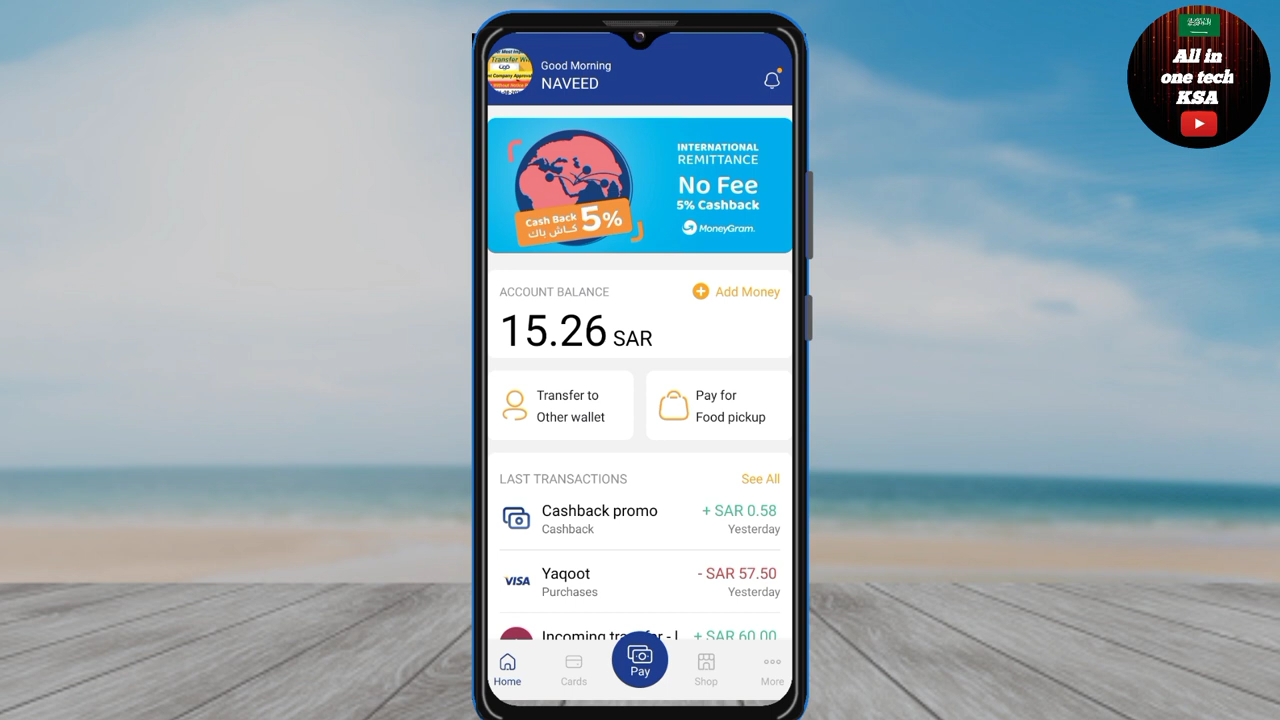 All in
one tech
KSA
Good Morning
NAVEED
INTERNATIONAL
REMITTANCE
No Fee
5% Cashback
MoneyGram.
Cash Back 5%
كاش باك
ACCOUNT BALANCE
Add Money
15.26 SAR
Transfer to
Other wallet
Pay for
Food pickup
LAST TRANSACTIONS
See All
Cashback promo
+ SAR 0.58
Cashback
Yesterday
VISA
Yaqoot
- SAR 57.50
Purchases
Yesterday
Incoming
+ SAR 60.00
Pay
Home
Cards
Shop
More